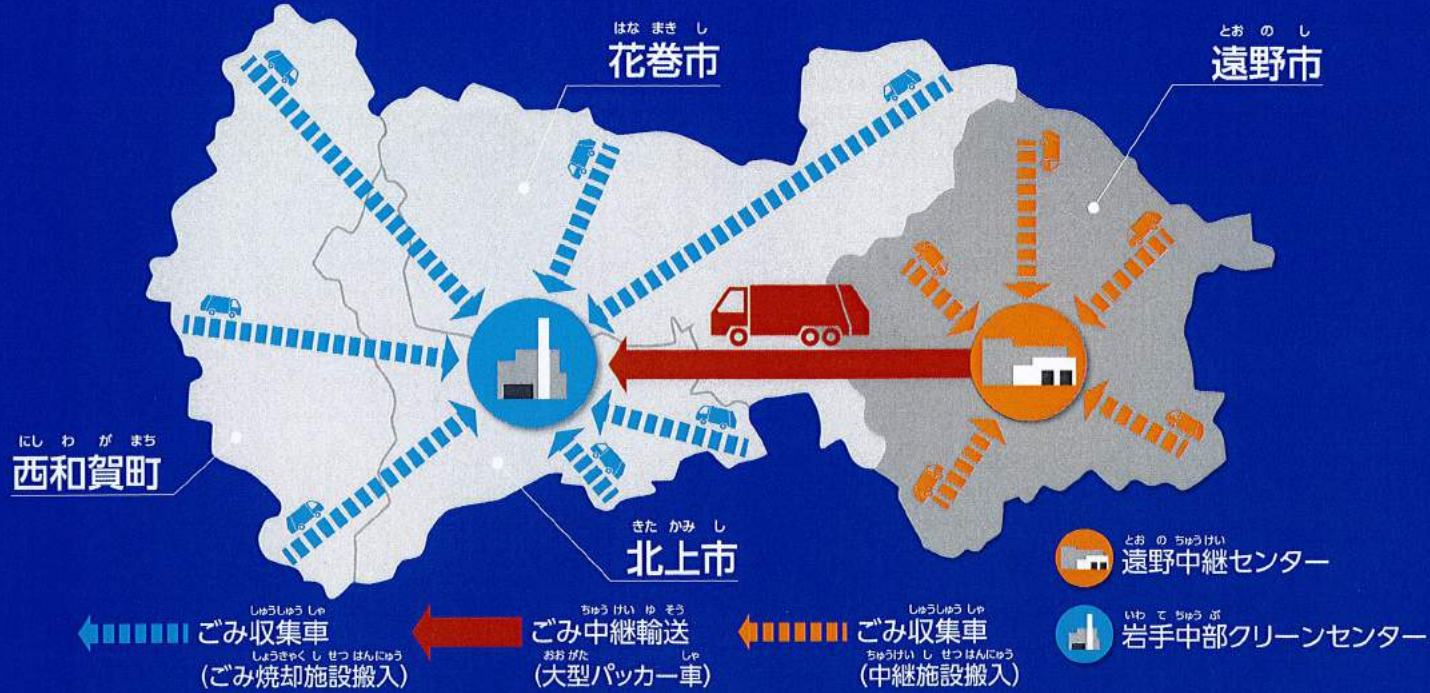 はな まき し
花巻市
とお の し
遠野市
にし わ が まち
西和賀町
きた かみ し
北上市
とお の ちゅうけい
遠野中継センター
いわ て ちゅう ぶ
岩手中部クリーンセンター
しゅうしゅう しゃ
ごみ収集車
しょうきゃく し せつ はんにゅう
(ごみ焼却施設搬入)
ちゅう けい ゆ そう
ごみ中継輸送
おお がた しゃ
(大型パッカー車)
しゅうしゅう しゃ
ごみ収集車
ちゅうけい し せつ はんにゅう
(中継施設搬入)